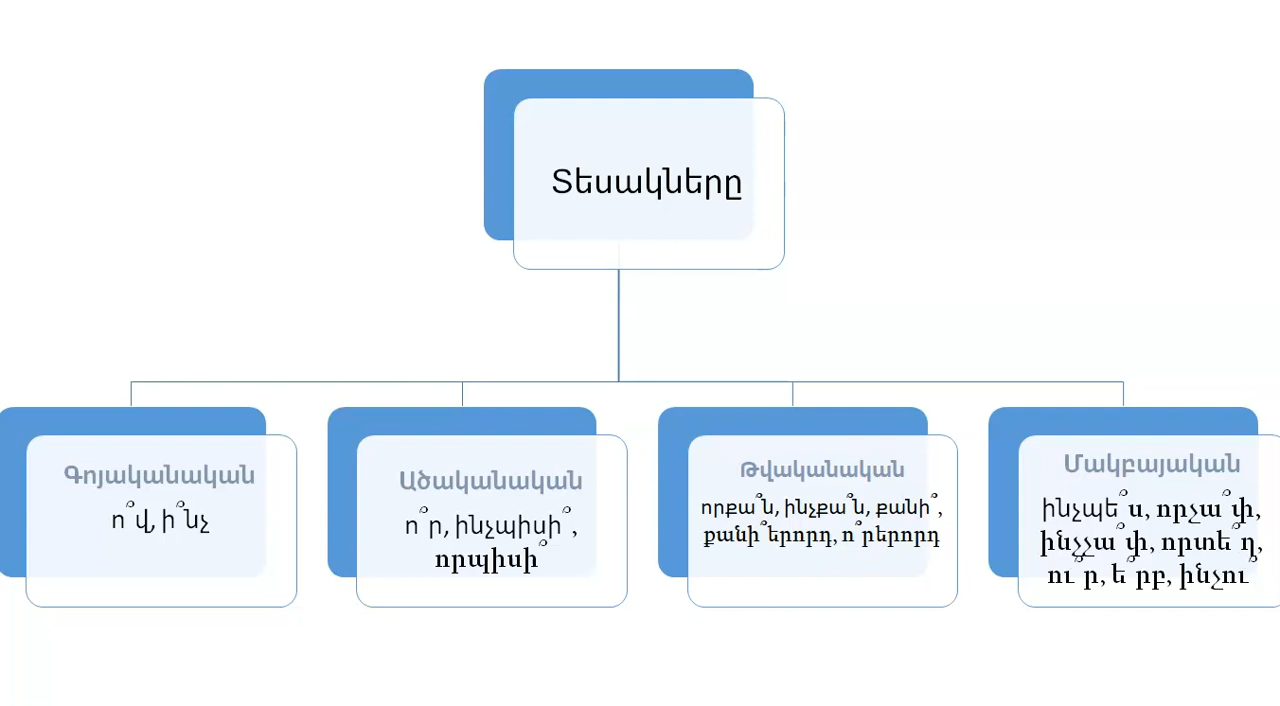 Տեսակները
Գոյականական
ո՞վ, ի՞նչ
Ածականական
ո՞ր, ինչպիսի՞,
որպիսի՞
Թվականական
որքա՞ն, ինչքա՞ն, քանի՞,
քանի՞երորդ, ո՞րերորդ
Մակբայական
ինչպե՞ս, որչա՞փ,
ինչչա՞փ, որտե՞ղ,
ու՞ր, ե՞րբ, ինչու՞